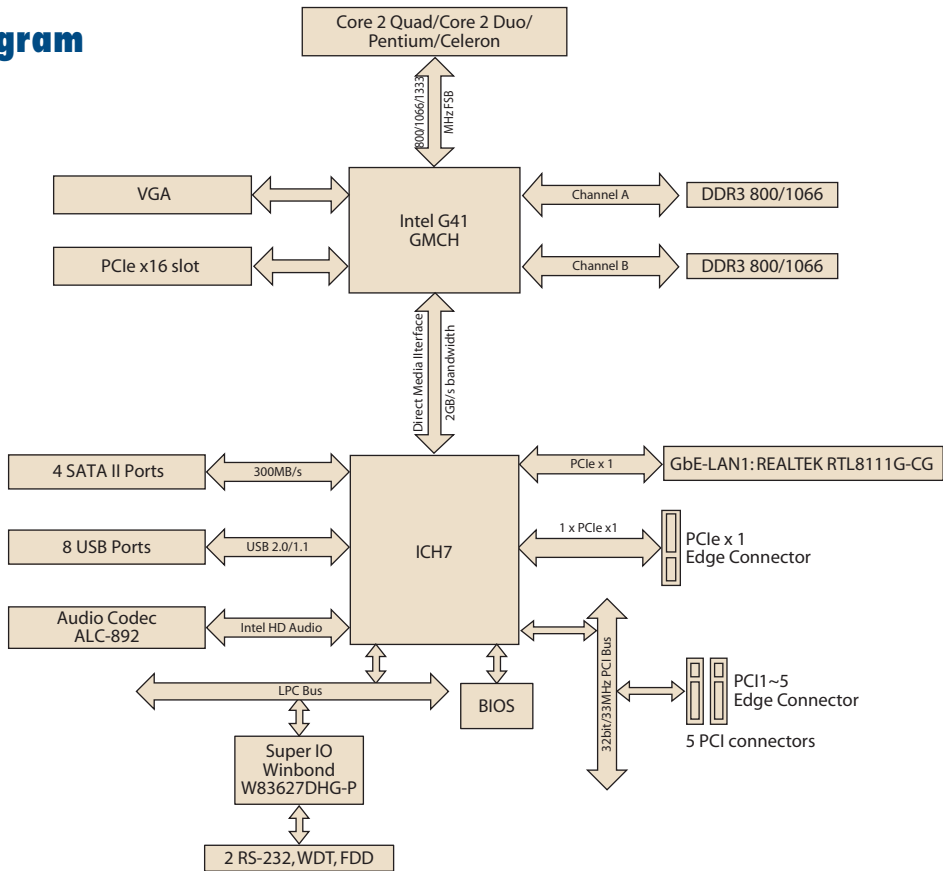 gram
Core 2 Quad/Core 2 Duo/
Pentium/Celeron
800/1066/1333
MHz FSB
VGA
PCIe x16 slot
Intel G41
GMCH
Channel A
DDR3 800/1066
Channel B
DDR3 800/1066
Direct Media IIterface
2GB/s bandwidth
4 SATA II Ports
300MB/s
8 USB Ports
USB 2.0/1.1
Audio Codec
ALC-892
Intel HD Audio
ICH7
PCIe x 1
GbE-LAN1: REALTEK RTL8111G-CG
1 x PCIe x1
PCIe x 1
Edge Connector
32bit/33MHz PCI Bus
PCI1~5
Edge Connector
5 PCI connectors
LPC Bus
BIOS
Super IO
Winbond
W83627DHG-P
2 RS-232, WDT, FDD